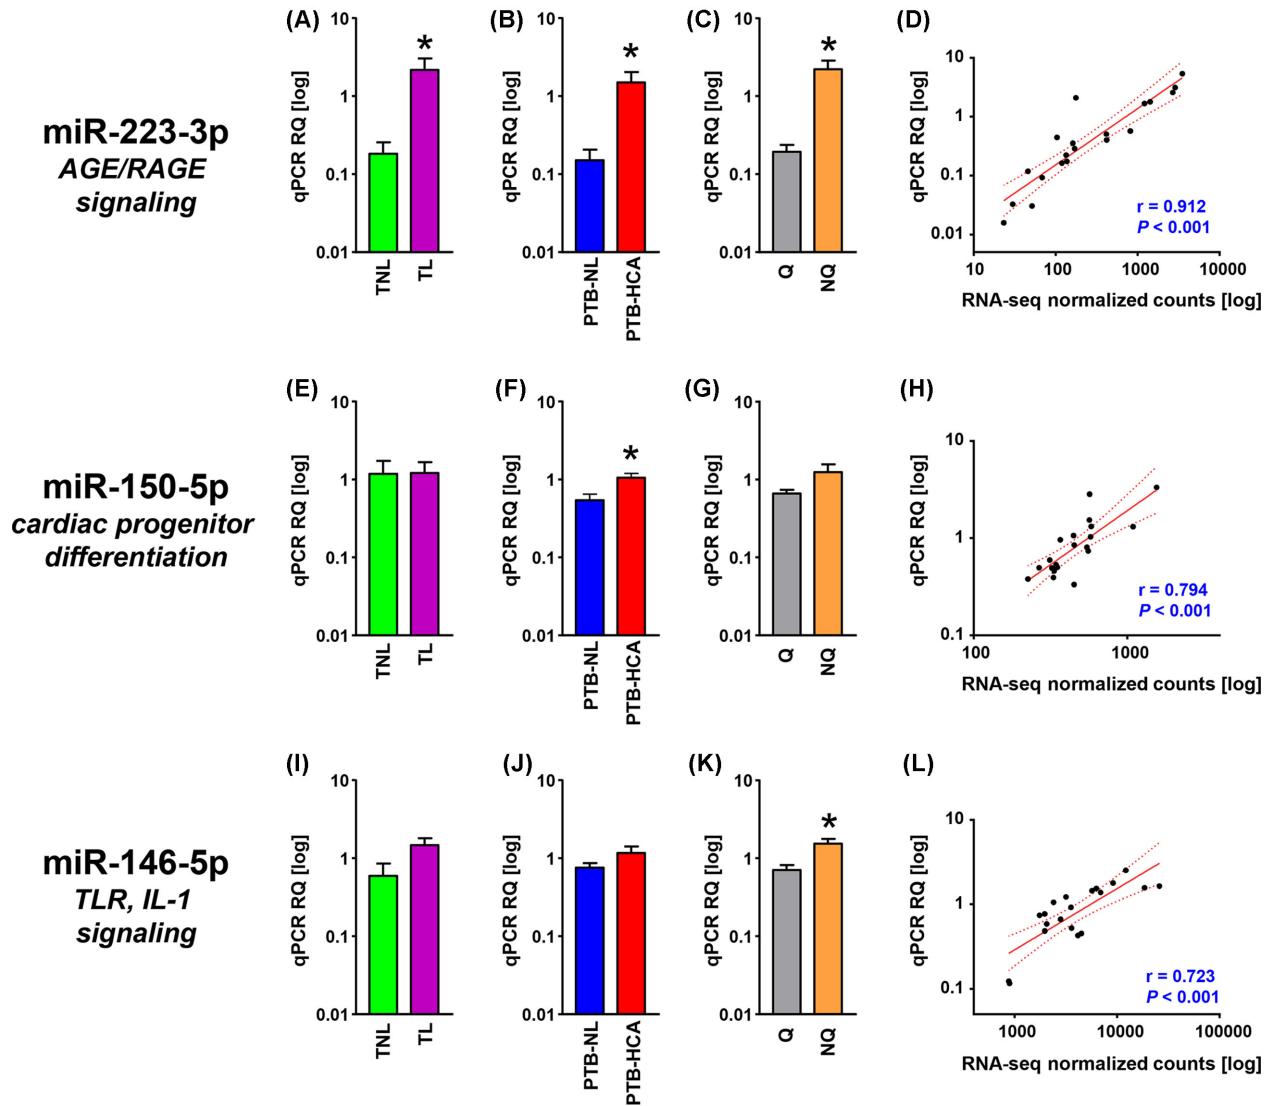 (A)
(B)
(C)
(D)
miR-223-3p
AGE/RAGE
signaling
qPCR RQ [log]
10
1
0.1
0.01
*
TNL
TL
qPCR RQ [log]
10
1
0.1
0.01
*
PTB-NL
PTB-HCA
qPCR RQ [log]
10
1
0.1
0.01
*
Q
NQ
qPCR RQ [log]
10
1
0.1
0.01
r = 0.912
P < 0.001
10
100
1000
10000
RNA-seq normalized counts [log]
(E)
(F)
(G)
(H)
miR-150-5p
cardiac progenitor
differentiation
qPCR RQ [log]
10
1
0.1
0.01
TNL
TL
qPCR RQ [log]
10
1
0.1
0.01
*
PTB-NL
PTB-HCA
qPCR RQ [log]
10
1
0.1
0.01
Q
NQ
qPCR RQ [log]
10
1
0.1
r = 0.794
P < 0.001
100
1000
RNA-seq normalized counts [log]
(I)
(J)
(K)
(L)
miR-146-5p
TLR, IL-1
signaling
qPCR RQ [log]
10
1
0.1
0.01
TNL
TL
qPCR RQ [log]
10
1
0.1
0.01
PTB-NL
PTB-HCA
qPCR RQ [log]
10
1
0.1
0.01
*
Q
NQ
qPCR RQ [log]
10
1
0.1
r = 0.723
P < 0.001
1000
10000
100000
RNA-seq normalized counts [log]